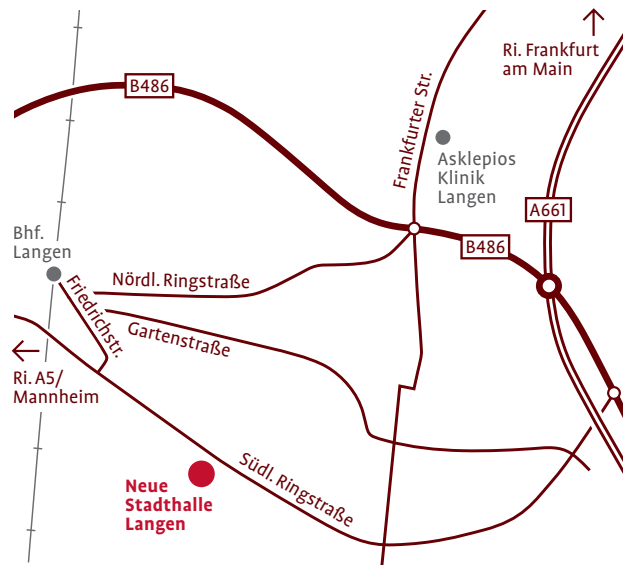 Ri. Frankfurt
am Main
B486
Frankfurter Str.
Asklepios
Klinik
Langen
A661
Bhf.
Langen
B486
Nördl. Ringstraße
Friedrichstr.
Gartenstraße
Ri. A5/
Mannheim
Südl. Ringstraße
Neue
Stadthalle
Langen